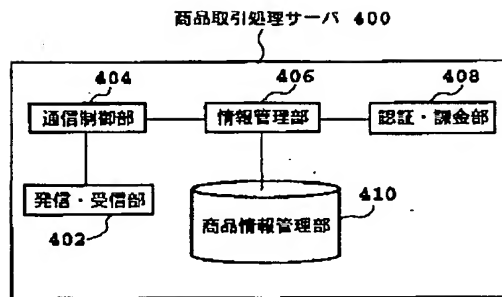 商品取引処理サーバ 400
404
406
408
通信制御部
情報管理部
認証・課金部
発信・受信部
402
商品情報管理部
410